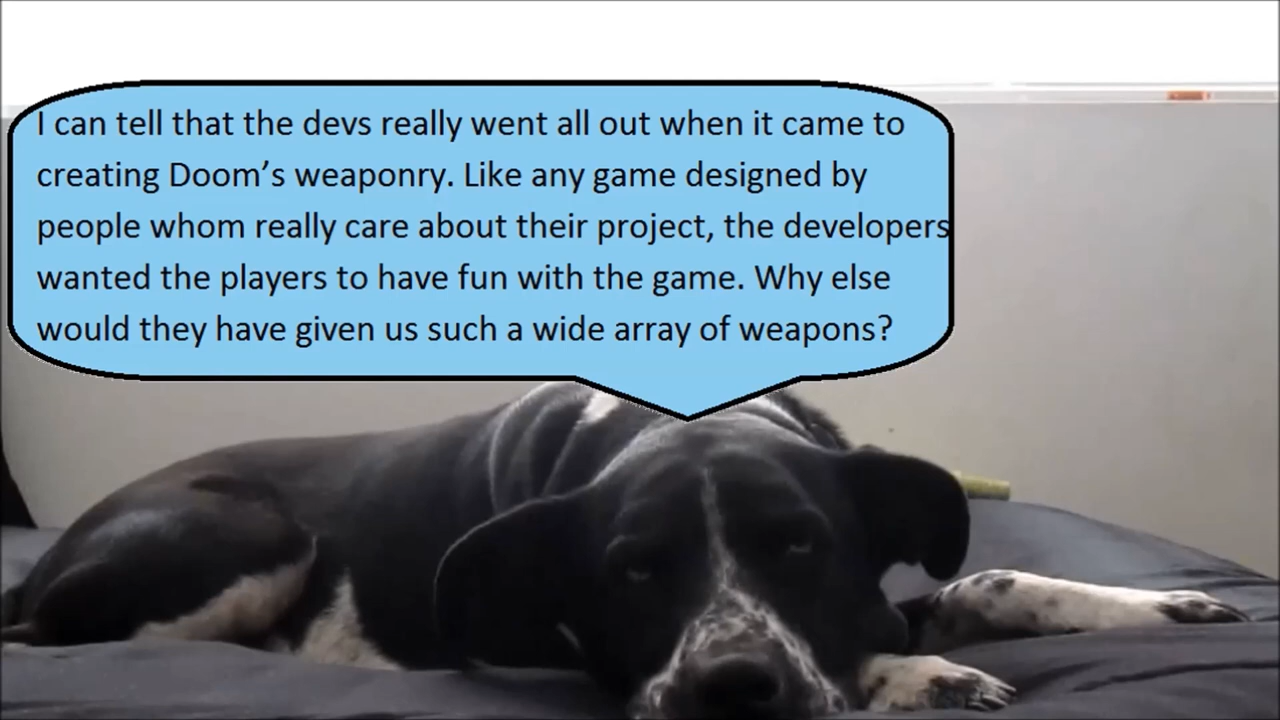 I can tell that the devs really went all out when it came to
creating Doom’s weaponry. Like any game designed by
people whom really care about their project, the developers
wanted the players to have fun with the game. Why else
would they have given us such a wide array of weapons?